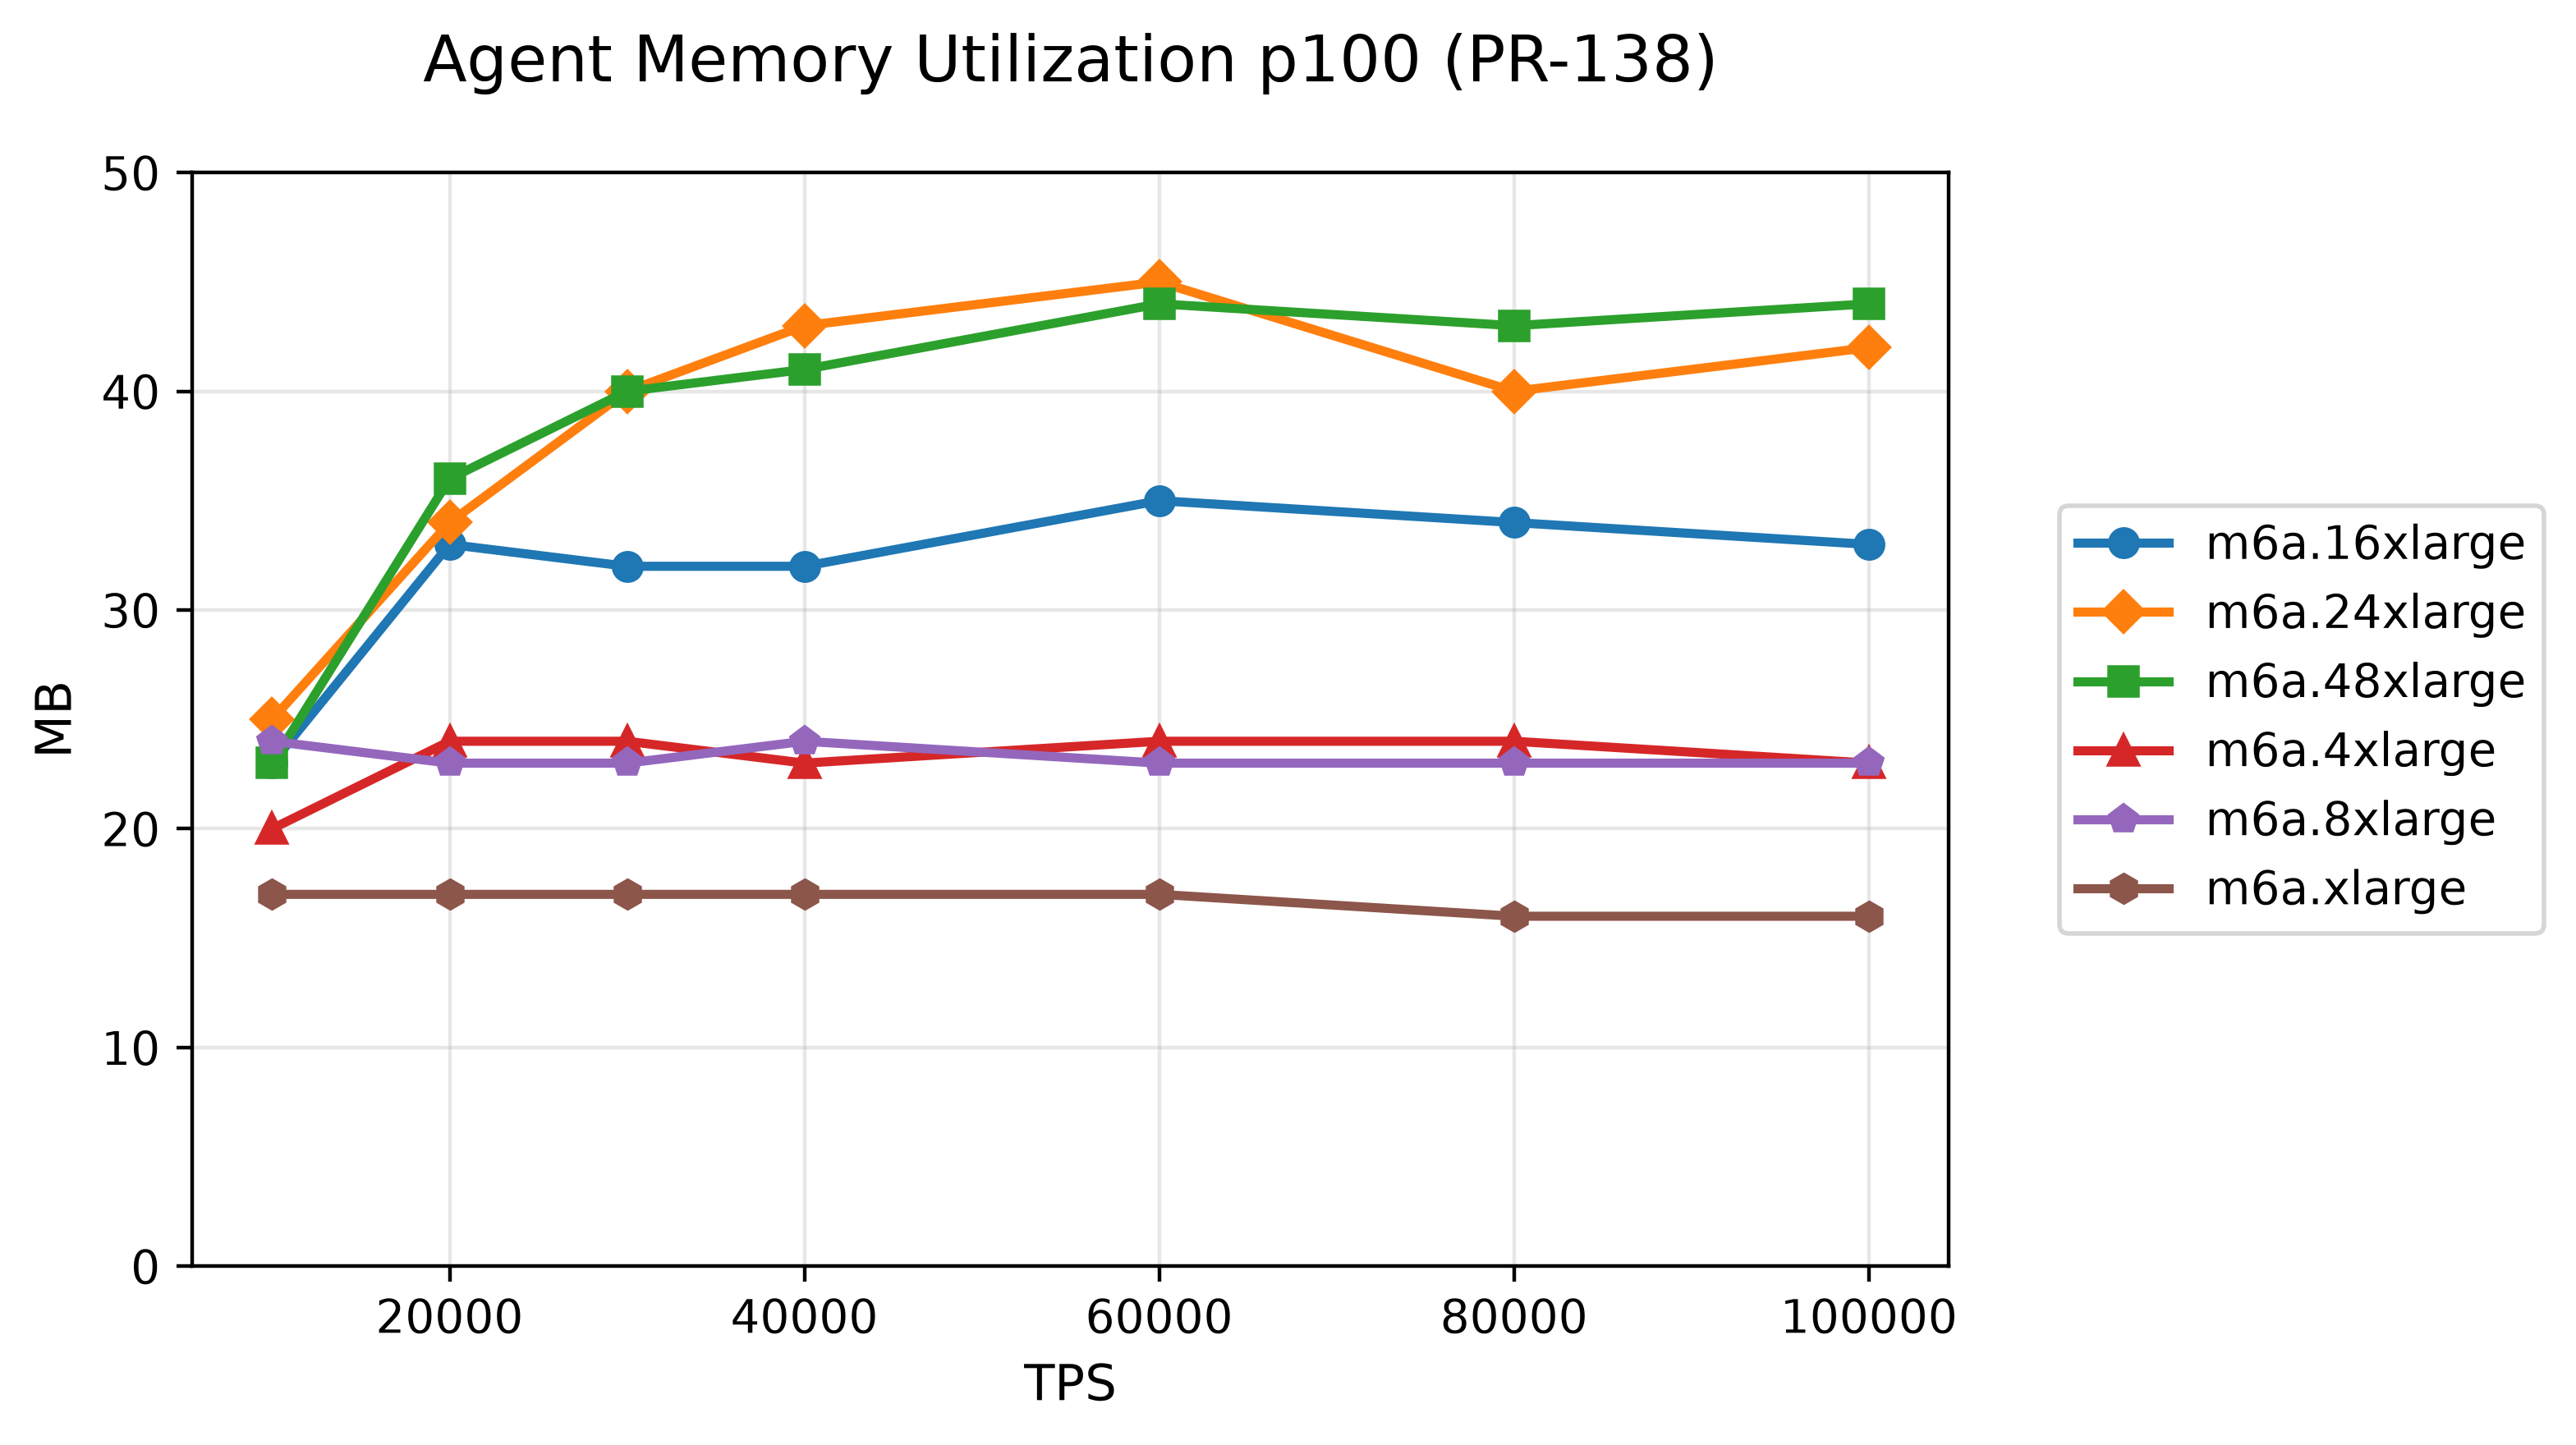 Agent Memory Utilization p100 (PR-138)
50
40
30
20
10
0
MB
20000 40000 60000 80000 100000
TPS
m6a.16xlarge
m6a.24xlarge
m6a.48xlarge
m6a.4xlarge
m6a.8xlarge
m6a.xlarge